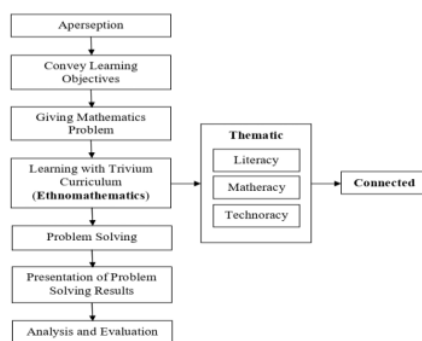 Aperseption
Convey Learning
Objectives
Giving Mathematics
Problem
Learning with Trivium
Curriculum
(Ethnomathematics)
Problem Solving
Presentation of Problem
Solving Results
Analysis and Evaluation
Thematic
Literacy
Matheracy
Technoracy
Connected